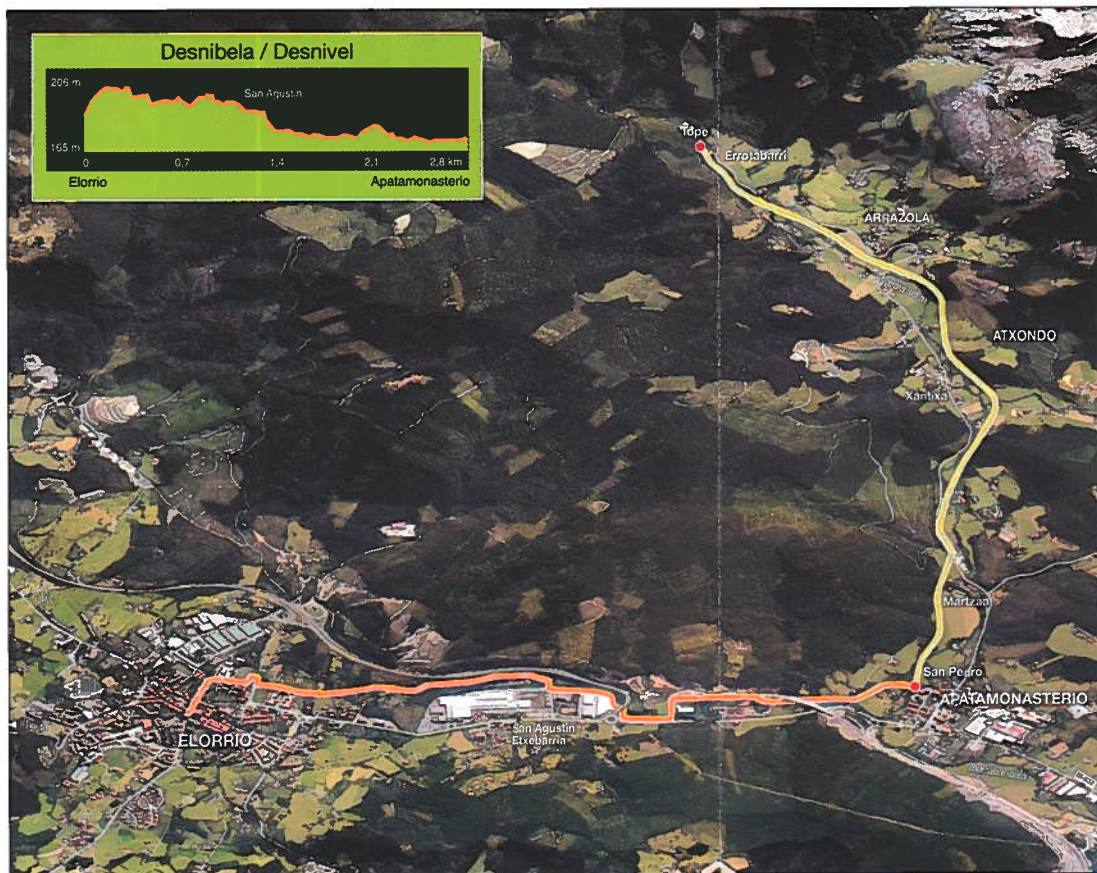 Desnibela / Desnivel
206 m
San Agustin
165 m
0 0,7 1,4 2,1 2,8 km
Elorrio Apatamonasterio
Tope
Errotabarri
ARRAZOLA
ATXONDO
Xantixa
Martzaa
San Pedro
APATAMONASTERIO
ELORRIO
San Agustin
Etxebarria